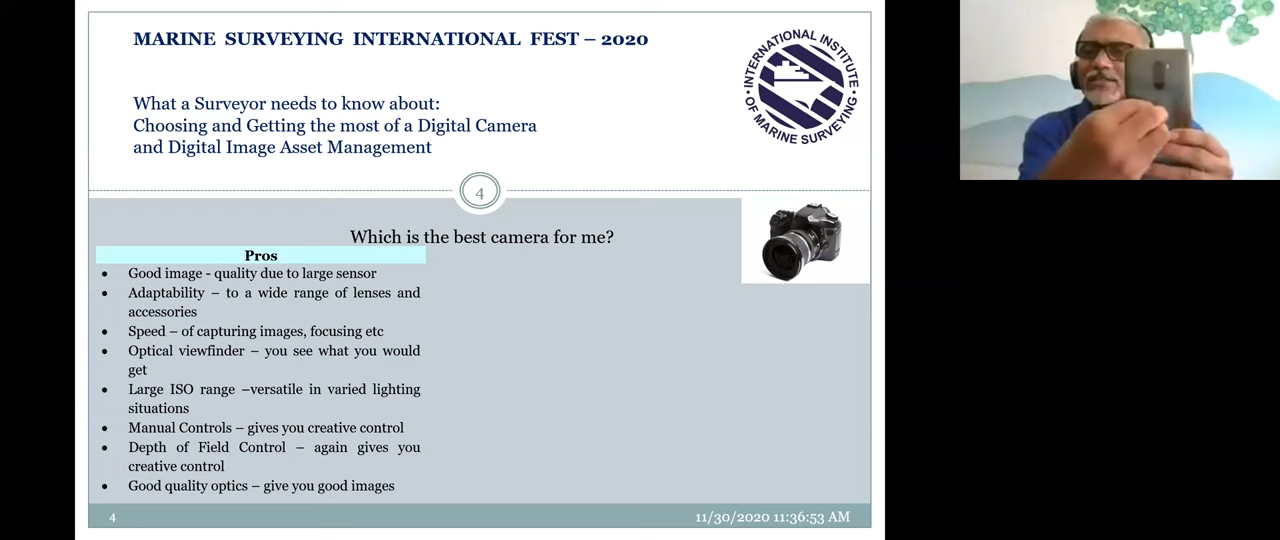 MARINE SURVEYING INTERNATIONAL FEST – 2020
INTERNATIONAL INSTITUTE
OF MARINE SURVEYING
What a Surveyor needs to know about:
Choosing and Getting the most of a Digital Camera
and Digital Image Asset Management
4
Which is the best camera for me?
Pros
• Good image - quality due to large sensor
• Adaptability – to a wide range of lenses and
accessories
• Speed – of capturing images, focusing etc
• Optical viewfinder – you see what you would
get
• Large ISO range –versatile in varied lighting
situations
• Manual Controls – gives you creative control
• Depth of Field Control – again gives you
creative control
• Good quality optics – give you good images
4
11/30/2020 11:36:53 AM